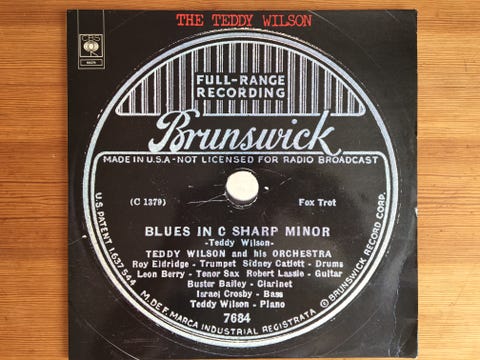 THE TEDDY WILSON
CBS
FULL-RANGE
RECORDING
Brunswick
MADE IN U.S.A-NOT LICENSED FOR RADIO BROADCAST
(C 1379) Fox Trot
BLUES IN C SHARP MINOR
-Teddy Wilson-
TEDDY WILSON and his ORCHESTRA
Roy Eldridge - Trumpet Sidney Catlett - Drums
Leon Berry - Tenor Sax Robert Lassie - Guitar
Buster Bailey - Clarinet
Israel Crosby - Bass
Teddy Wilson - Piano
7684
U.S. PATENT 1,637,544
M. DE F. MARCA INDUSTRIAL REGISTRATA
© BRUNSWICK RECORD CORP.